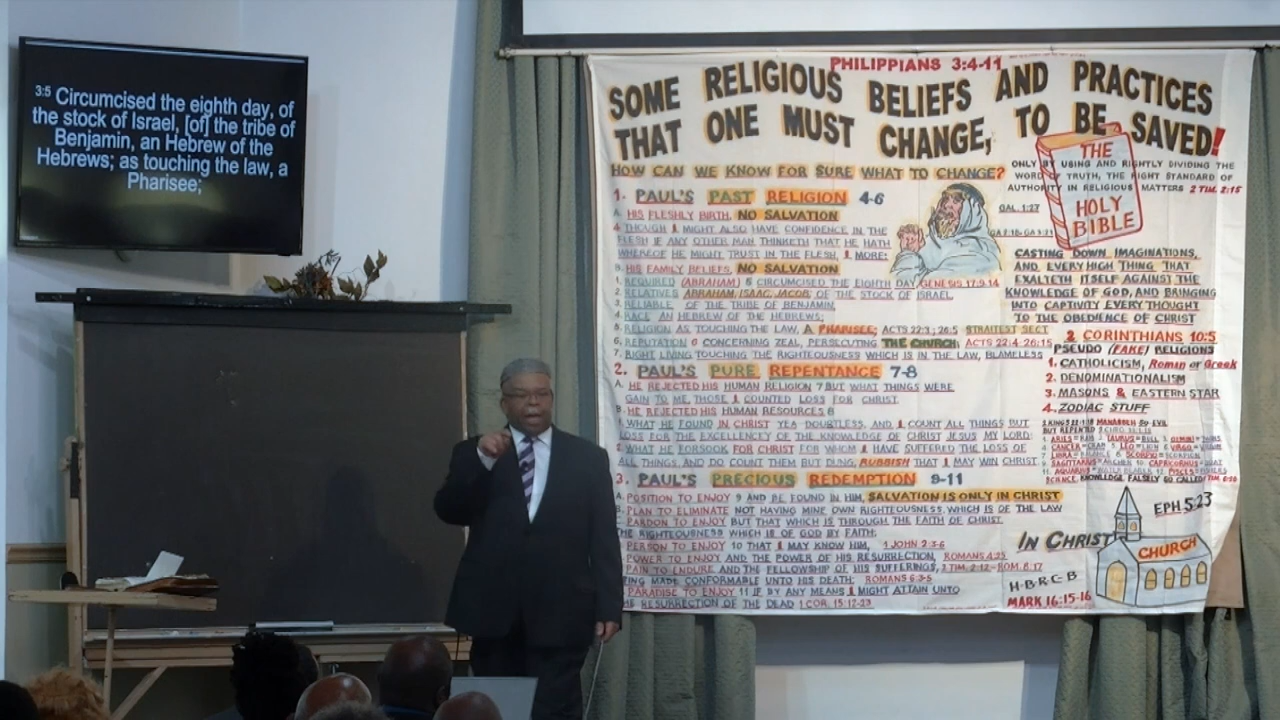 3:5 Circumcised the eighth day, of
the stock of Israel, [of] the tribe of
Benjamin, an Hebrew of the
Hebrews; as touching the law, a
Pharisee;
PHILIPPIANS 3:4-11
SOME RELIGIOUS BELIEFS AND PRACTICES
THAT ONE MUST CHANGE, TO BE SAVED!
HOW CAN WE KNOW FOR SURE WHAT TO CHANGE?
1. PAUL'S PAST RELIGION 4-6
A. HIS FLESHLY BIRTH, NO SALVATION
4 THOUGH I MIGHT ALSO HAVE CONFIDENCE IN THE
FLESH IF ANY OTHER MAN THINKETH THAT HE HATH
WHEREOF HE MIGHT TRUST IN THE FLESH, I MORE:
B. HIS FAMILY BELIEFS, NO SALVATION
1. REQUIRED (ABRAHAM) 5 CIRCUMCISED THE EIGHTH DAY, GENESIS 17:9-14
2. RELATIVES ABRAHAM, ISAAC, JACOB, OF THE STOCK OF ISRAEL
3. RELIABLE OF THE TRIBE OF BENJAMIN,
4. RACE AN HEBREW OF THE HEBREWS;
5. RELIGION AS TOUCHING THE LAW, A PHARISEE; ACTS 22:3; 26:5 STRAITEST SECT
6. REPUTATION 6 CONCERNING ZEAL, PERSECUTING THE CHURCH; ACTS 22:4 26:15
7. RIGHT LIVING TOUCHING THE RIGHTEOUSNESS WHICH IS IN THE LAW, BLAMELESS
2. PAUL'S PURE REPENTANCE 7-8
A. HE REJECTED HIS HUMAN RELIGION 7 BUT WHAT THINGS WERE
GAIN TO ME, THOSE I COUNTED LOSS FOR CHRIST.
B. HE REJECTED HIS HUMAN RESOURCES 8
1. WHAT HE FOUND IN CHRIST YEA DOUBTLESS, AND I COUNT ALL THINGS BUT
LOSS FOR THE EXCELLENCY OF THE KNOWLEDGE OF CHRIST JESUS MY LORD:
2. WHAT HE FORSOOK FOR CHRIST FOR WHOM I HAVE SUFFERED THE LOSS OF
ALL THINGS, AND DO COUNT THEM BUT DUNG, RUBBISH THAT I MAY WIN CHRIST
3. PAUL'S PRECIOUS REDEMPTION 9-11
A. POSITION TO ENJOY 9 AND BE FOUND IN HIM, SALVATION IS ONLY IN CHRIST
B. PLAN TO ELIMINATE NOT HAVING MINE OWN RIGHTEOUSNESS, WHICH IS OF THE LAW
PARDON TO ENJOY BUT THAT WHICH IS THROUGH THE FAITH OF CHRIST
THE RIGHTEOUSNESS WHICH IS OF GOD BY FAITH:
PERSON TO ENJOY 10 THAT I MAY KNOW HIM, 1 JOHN 2:3-6
POWER TO ENJOY AND THE POWER OF HIS RESURRECTION, ROMANS 4:25
PAIN TO ENDURE AND THE FELLOWSHIP OF HIS SUFFERINGS, 2 TIM. 2:12-ROM. 8:17
BEING MADE CONFORMABLE UNTO HIS DEATH; ROMANS 6:3-5
PARADISE TO ENJOY 11 IF BY ANY MEANS I MIGHT ATTAIN UNTO
THE RESURRECTION OF THE DEAD 1 COR. 15:12-23
THE
HOLY
BIBLE
ONLY BY USING AND RIGHTLY DIVIDING THE
WORD OF TRUTH, THE RIGHT STANDARD OF
AUTHORITY IN RELIGIOUS MATTERS 2 TIM. 2:15
CASTING DOWN IMAGINATIONS,
AND EVERY HIGH THING THAT
EXALTETH ITSELF AGAINST THE
KNOWLEDGE OF GOD, AND BRINGING
INTO CAPTIVITY EVERY THOUGHT
TO THE OBEDIENCE OF CHRIST
2 CORINTHIANS 10:5
PSEUDO (FAKE) RELIGIONS
1. CATHOLICISM, Roman or Greek
2. DENOMINATIONALISM
3. MASONS & EASTERN STAR
4. ZODIAC STUFF
EPH 5:23
IN CHRIST
CHURCH
H-B-R-C-B
MARK 16:15-16